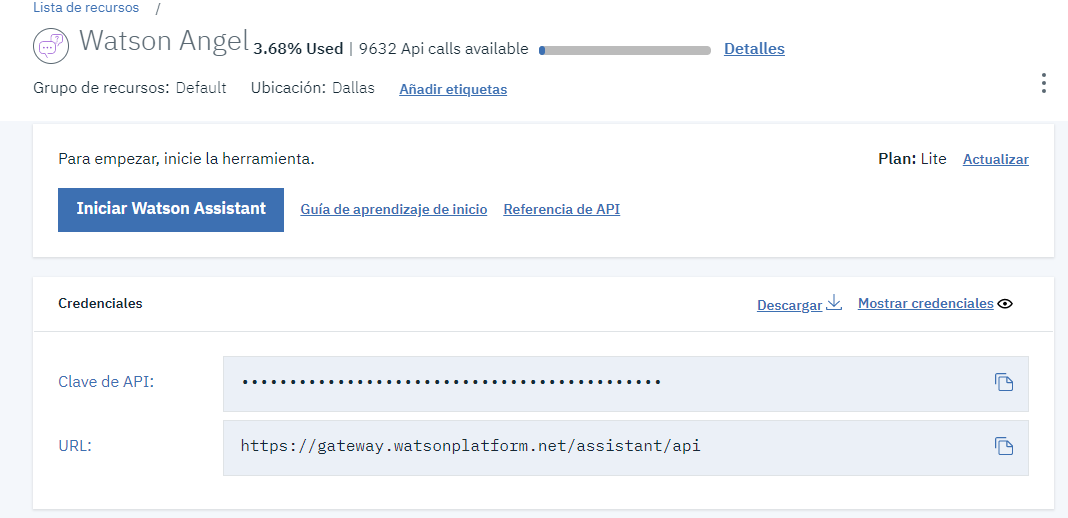 Lista de recursos /
Watson Angel 3.68% Used | 9632 Api calls available Detalles
Grupo de recursos: Default Ubicación: Dallas Añadir etiquetas
Para empezar, inicie la herramienta. Plan: Lite Actualizar
Iniciar Watson Assistant Guía de aprendizaje de inicio Referencia de API
Credenciales Descargar Mostrar credenciales
Clave de API: ••••••••••••••••••••••••••••••••••••••••••••
URL: https://gateway.watsonplatform.net/assistant/api